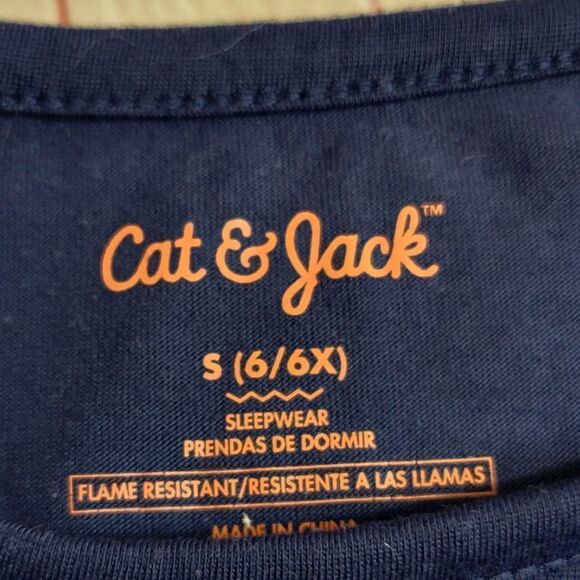 Cat & Jack™
S (6/6X)
SLEEPWEAR
PRENDAS DE DORMIR
FLAME RESISTANT/RESISTENTE A LAS LLAMAS
MADE IN CHINA